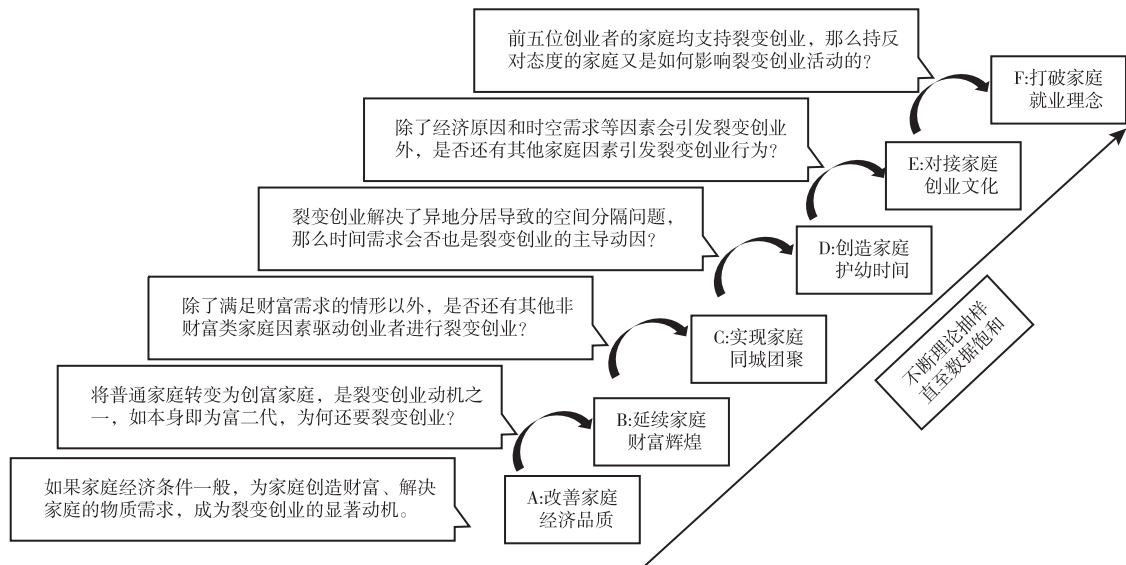 前五位创业者的家庭均支持裂变创业，那么持反
对态度的家庭又是如何影响裂变创业活动的？
F:打破家庭
就业理念
除了经济原因和时空需求等因素会引发裂变创业
外，是否还有其他家庭因素引发裂变创业行为？
E:对接家庭
创业文化
裂变创业解决了异地分居导致的空间分隔问题，
那么时间需求会否也是裂变创业的主导动因？
D:创造家庭
护幼时间
除了满足财富需求的情形以外，是否还有其他非
财富类家庭因素驱动创业者进行裂变创业？
C:实现家庭
同城团聚
不断理论抽样
直至数据饱和
将普通家庭转变为创富家庭，是裂变创业动机之
一，如本身即为富二代，为何还要裂变创业？
B:延续家庭
财富辉煌
如果家庭经济条件一般，为家庭创造财富、解决
家庭的物质需求，成为裂变创业的显著动机。
A:改善家庭
经济品质